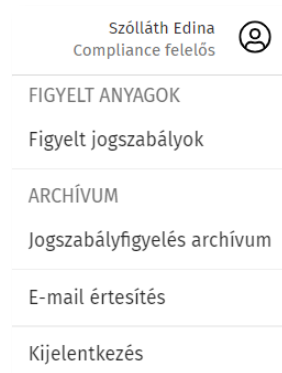 Szólláth Edina
Compliance felelős
FIGYELT ANYAGOK
Figyelt jogszabályok
ARCHÍVUM
Jogszabályfigyelés archívum
E-mail értesítés
Kijelentkezés